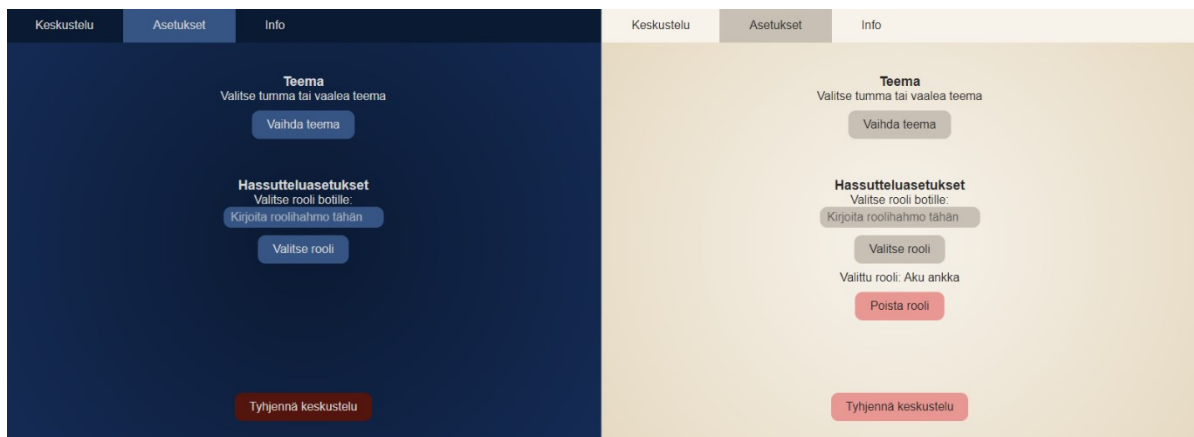 Keskustelu Asetukset Info
Teema
Valitse tumma tai vaalea teema
Vaihda teema
Hassutteluasetukset
Valitse rooli botille:
Kirjoita roolihahmo tähän
Valitse rooli
Tyhjennä keskustelu
Keskustelu Asetukset Info
Teema
Valitse tumma tai vaalea teema
Vaihda teema
Hassutteluasetukset
Valitse rooli botille:
Kirjoita roolihahmo tähän
Valitse rooli
Valittu rooli: Aku ankka
Poista rooli
Tyhjennä keskustelu